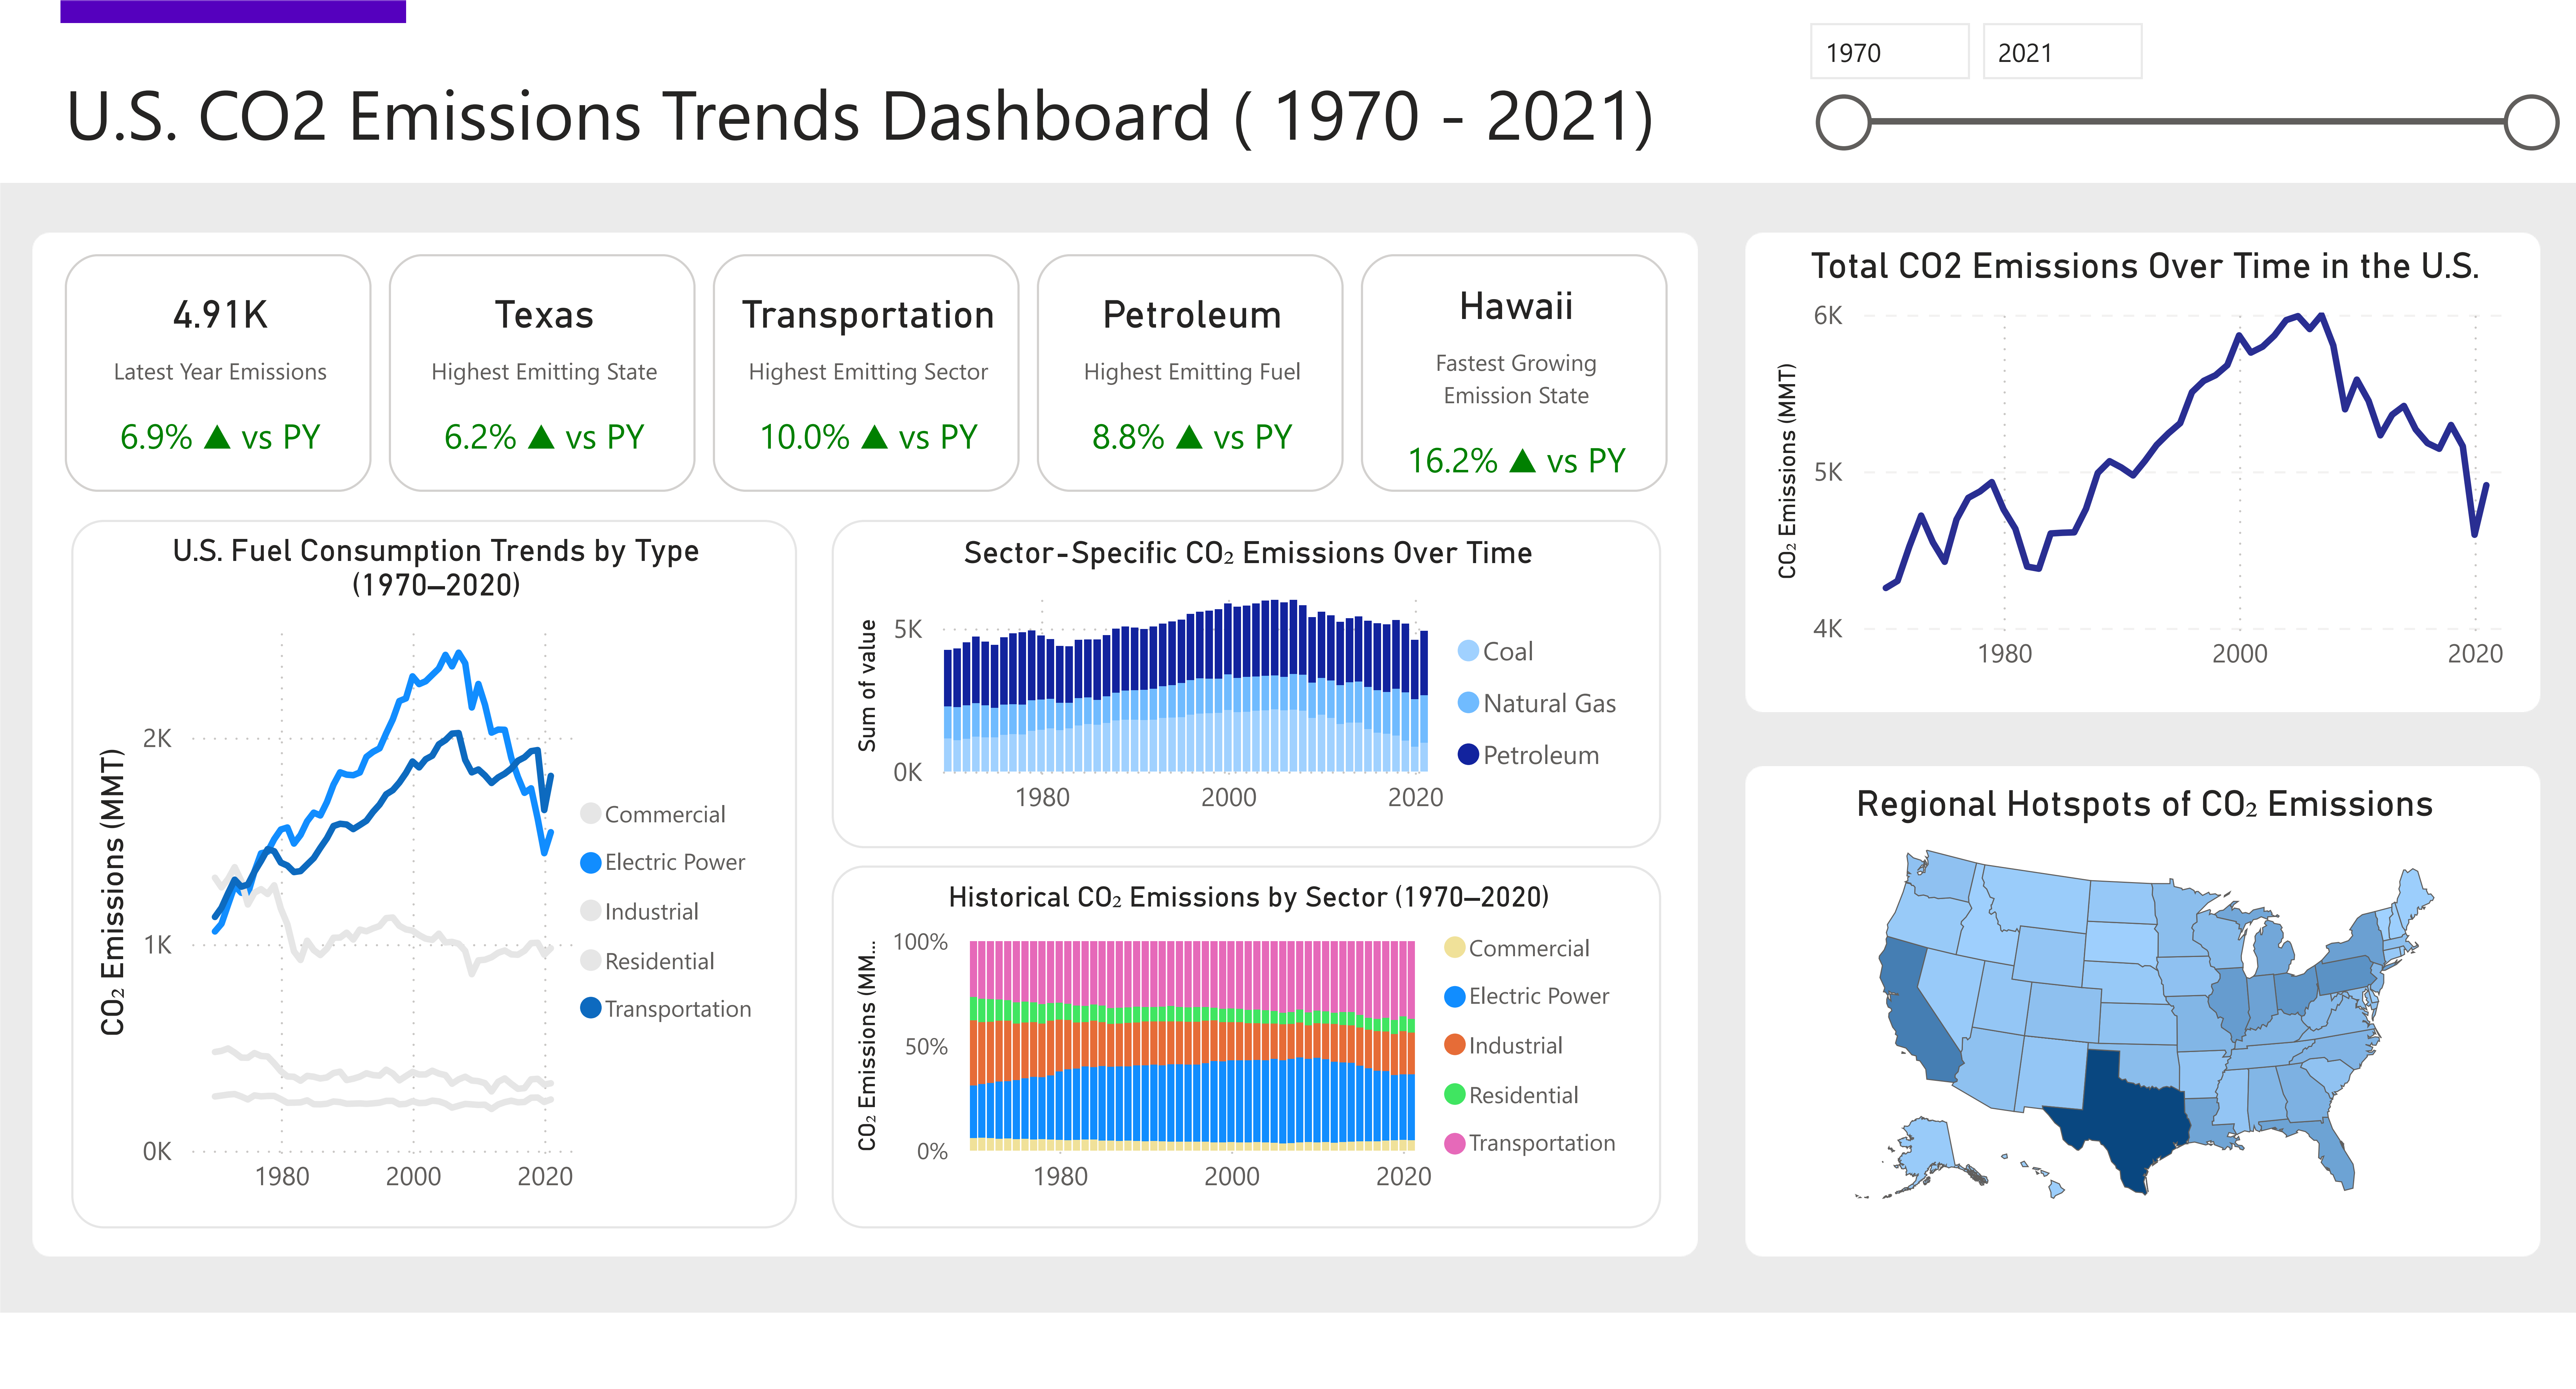 U.S. CO2 Emissions Trends Dashboard ( 1970 - 2021)
1970
2021
4.91K
Latest Year Emissions
6.9% ▲ vs PY
Texas
Highest Emitting State
6.2% ▲ vs PY
Transportation
Highest Emitting Sector
10.0% ▲ vs PY
Petroleum
Highest Emitting Fuel
8.8% ▲ vs PY
Hawaii
Fastest Growing
Emission State
16.2% ▲ vs PY
U.S. Fuel Consumption Trends by Type
(1970–2020)
CO₂ Emissions (MMT)
2K
1K
0K
1980
2000
2020
Commercial
Electric Power
Industrial
Residential
Transportation
Sector-Specific CO₂ Emissions Over Time
Sum of value
5K
0K
1980
2000
2020
Coal
Natural Gas
Petroleum
Historical CO₂ Emissions by Sector (1970–2020)
CO₂ Emissions (MM...
100%
50%
0%
1980
2000
2020
Commercial
Electric Power
Industrial
Residential
Transportation
Total CO2 Emissions Over Time in the U.S.
CO₂ Emissions (MMT)
6K
5K
4K
1980
2000
2020
Regional Hotspots of CO₂ Emissions